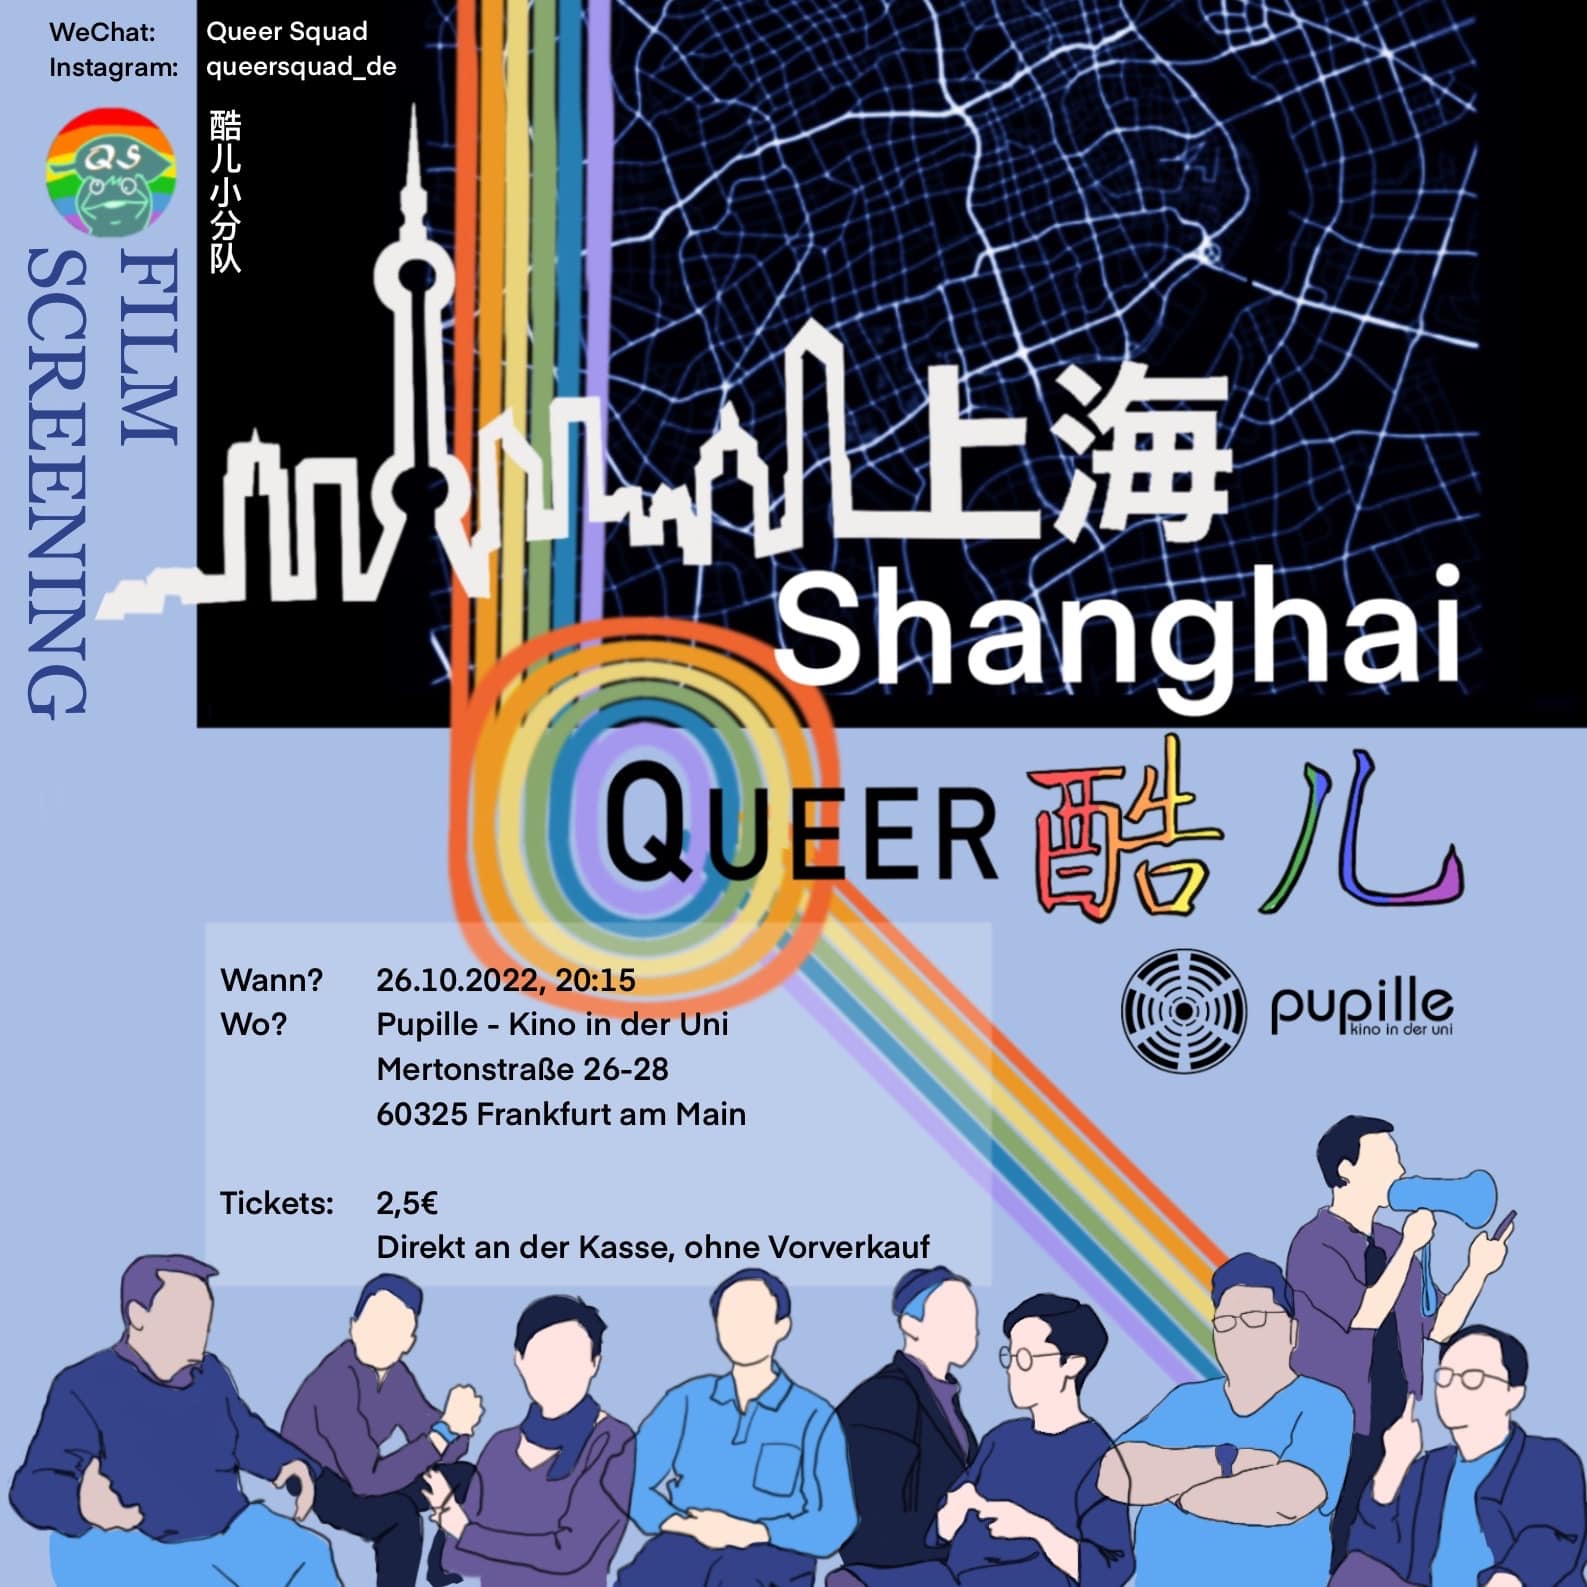 WeChat: Queer Squad
Instagram: queersquad_de
QS
酷儿小分队
FILM
SCREENING
上海
Shanghai
QUEER 酷儿
Wann? 26.10.2022, 20:15
Wo? Pupille - Kino in der Uni
Mertonstraße 26-28
60325 Frankfurt am Main
Tickets: 2,5€
Direkt an der Kasse, ohne Vorverkauf
pupille
kino in der uni